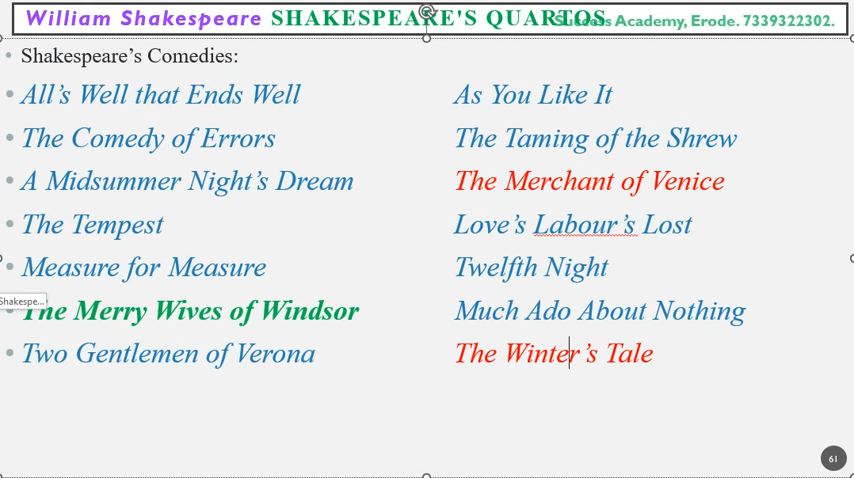 William Shakespeare SHAKESPEARE'S QUARTOS Success Academy, Erode. 7339322302.
Shakespeare's Comedies:
All's Well that Ends Well As You Like It
The Comedy of Errors The Taming of the Shrew
A Midsummer Night's Dream The Merchant of Venice
The Tempest Love's Labour's Lost
Measure for Measure Twelfth Night
Shakespe...
The Merry Wives of Windsor Much Ado About Nothing
Two Gentlemen of Verona The Winter's Tale
61